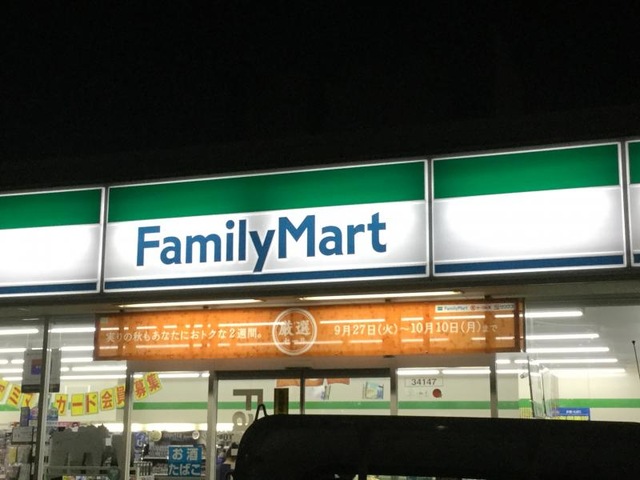 FamilyMart
実りの秋もあなたにおトクな2週間。
厳選
9月27日(火)～10月10日(月)まで
34147
カード会員募集
お酒
たばこ